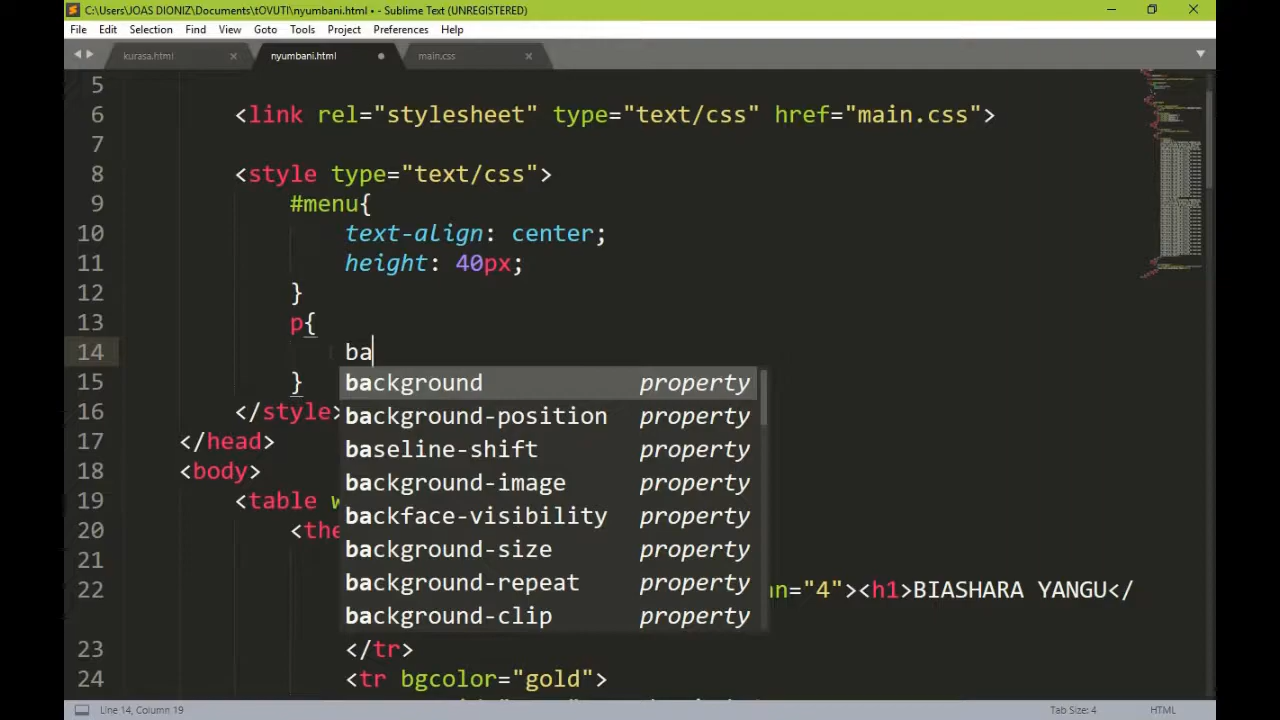 C:\Users\JOAS DIONIZ\Documents\tOVUTI\nyumbani.html • - Sublime Text (UNREGISTERED)
File Edit Selection Find View Goto Tools Project Preferences Help
kurasa.html nyumbani.html main.css
5
6 <link rel="stylesheet" type="text/css" href="main.css">
7
8 <style type="text/css">
9 #menu{
10 text-align: center;
11 height: 40px;
12 }
13 p{
14 ba
15 }
background property
16 </style>
background-position property
17 </head>
baseline-shift property
18 <body>
background-image property
19 <table w
backface-visibility property
20 <the
background-size property
21
background-repeat property
22 an="4"><h1>BIASHARA YANGU</
background-clip property
23 </tr>
24 <tr bgcolor="gold">
Line 14, Column 19 Tab Size: 4 HTML